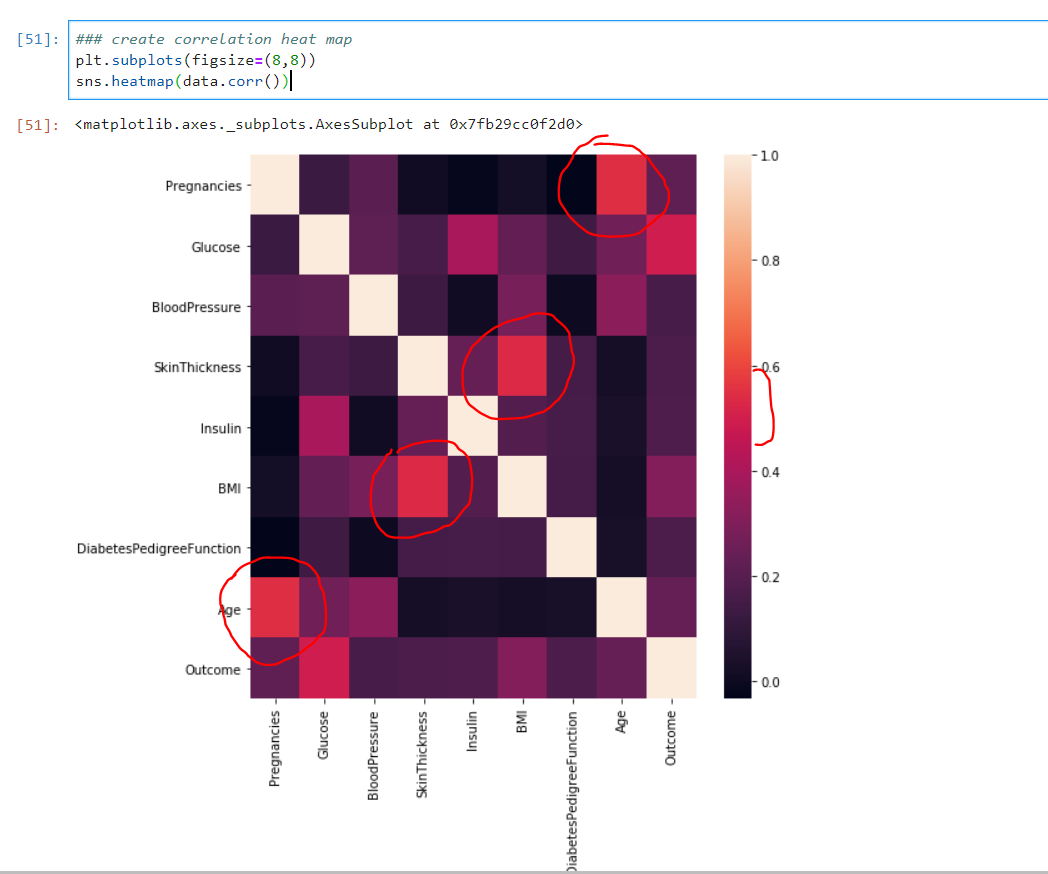 [51]: ### create correlation heat map
plt.subplots(figsize=(8,8))
sns.heatmap(data.corr())
[51]: <matplotlib.axes._subplots.AxesSubplot at 0x7fb29cc0f2d0>
Pregnancies
Glucose
BloodPressure
SkinThickness
Insulin
BMI
DiabetesPedigreeFunction
Age
Outcome
1.0
0.8
0.6
0.4
0.2
0.0
Pregnancies
Glucose
BloodPressure
SkinThickness
Insulin
BMI
DiabetesPedigreeFunction
Age
Outcome